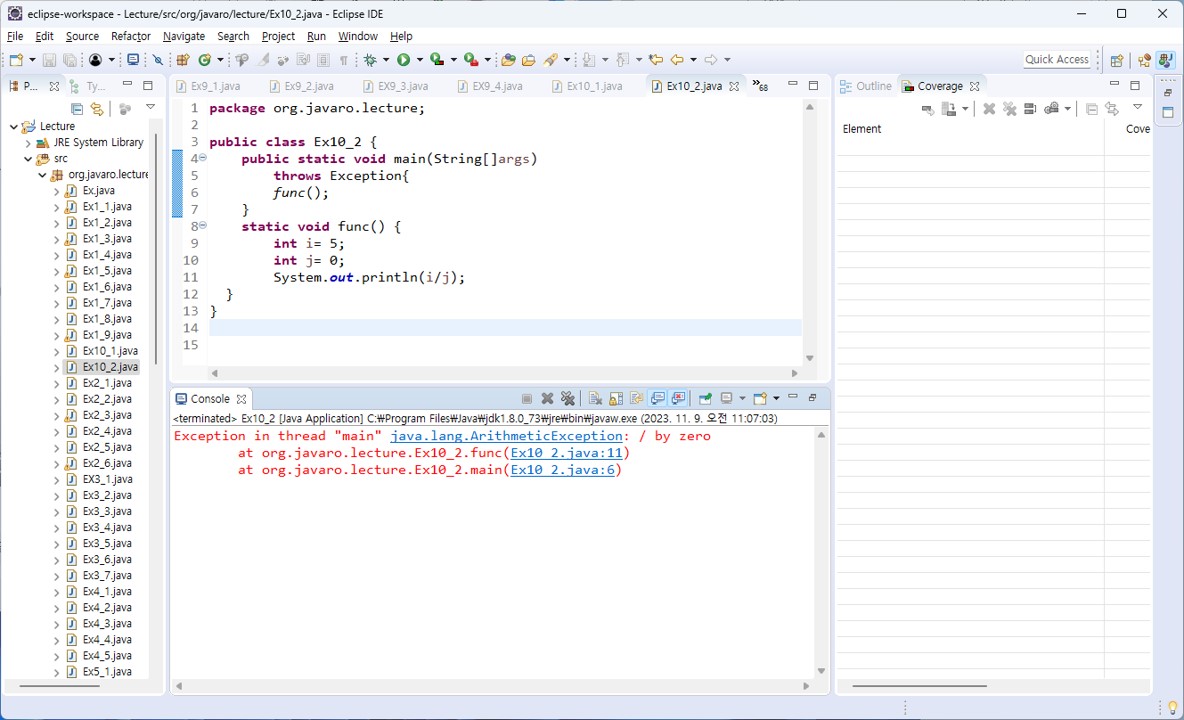 eclipse-workspace - Lecture/src/org/javaro/lecture/Ex10_2.java - Eclipse IDE
File Edit Source Refactor Navigate Search Project Run Window Help
Quick Access
P... Ty...
Ex9_1.java Ex9_2.java EX9_3.java EX9_4.java Ex10_1.java Ex10_2.java »68
Outline Coverage
Element Cove
Lecture
JRE System Library
src
org.javaro.lecture
Ex.java
Ex1_1.java
Ex1_2.java
Ex1_3.java
Ex1_4.java
Ex1_5.java
Ex1_6.java
Ex1_7.java
Ex1_8.java
Ex1_9.java
Ex10_1.java
Ex10_2.java
Ex2_1.java
Ex2_2.java
Ex2_3.java
Ex2_4.java
Ex2_5.java
Ex2_6.java
EX3_1.java
Ex3_2.java
Ex3_3.java
Ex3_4.java
Ex3_5.java
Ex3_6.java
Ex3_7.java
Ex4_1.java
Ex4_2.java
Ex4_3.java
Ex4_4.java
Ex4_5.java
Ex5_1.java
1 package org.javaro.lecture;
2
3 public class Ex10_2 {
4 public static void main(String[]args)
5 throws Exception{
6 func();
7 }
8 static void func() {
9 int i= 5;
10 int j= 0;
11 System.out.println(i/j);
12 }
13 }
14
15
Console
<terminated> Ex10_2 [Java Application] C:₩Program Files₩Java₩jdk1.8.0_73₩jre₩bin₩javaw.exe (2023. 11. 9. 오전 11:07:03)
Exception in thread "main" java.lang.ArithmeticException: / by zero
at org.javaro.lecture.Ex10_2.func(Ex10_2.java:11)
at org.javaro.lecture.Ex10_2.main(Ex10_2.java:6)